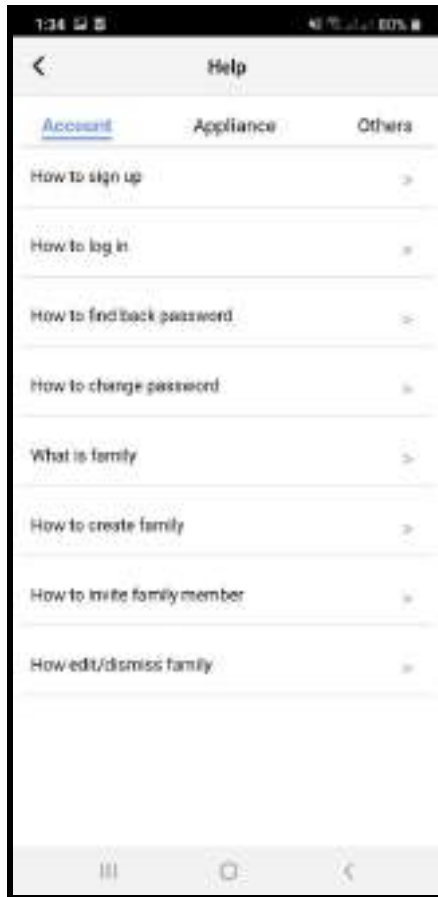 1:34
80%
Help
Account Appliance Others
How to sign up
How to log in
How to find back password
How to change password
What is family
How to create family
How to invite family member
How edit/dismiss family